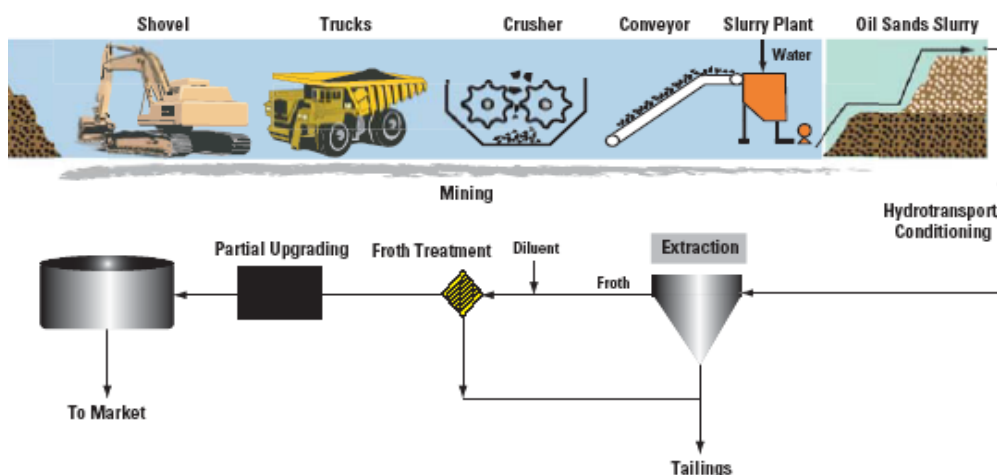 Shovel
Trucks
Crusher
Conveyor
Slurry Plant
Oil Sands Slurry
Water
Mining
Hydrotransport
Conditioning
Partial Upgrading
Froth Treatment
Diluent
Extraction
Froth
To Market
Tailings